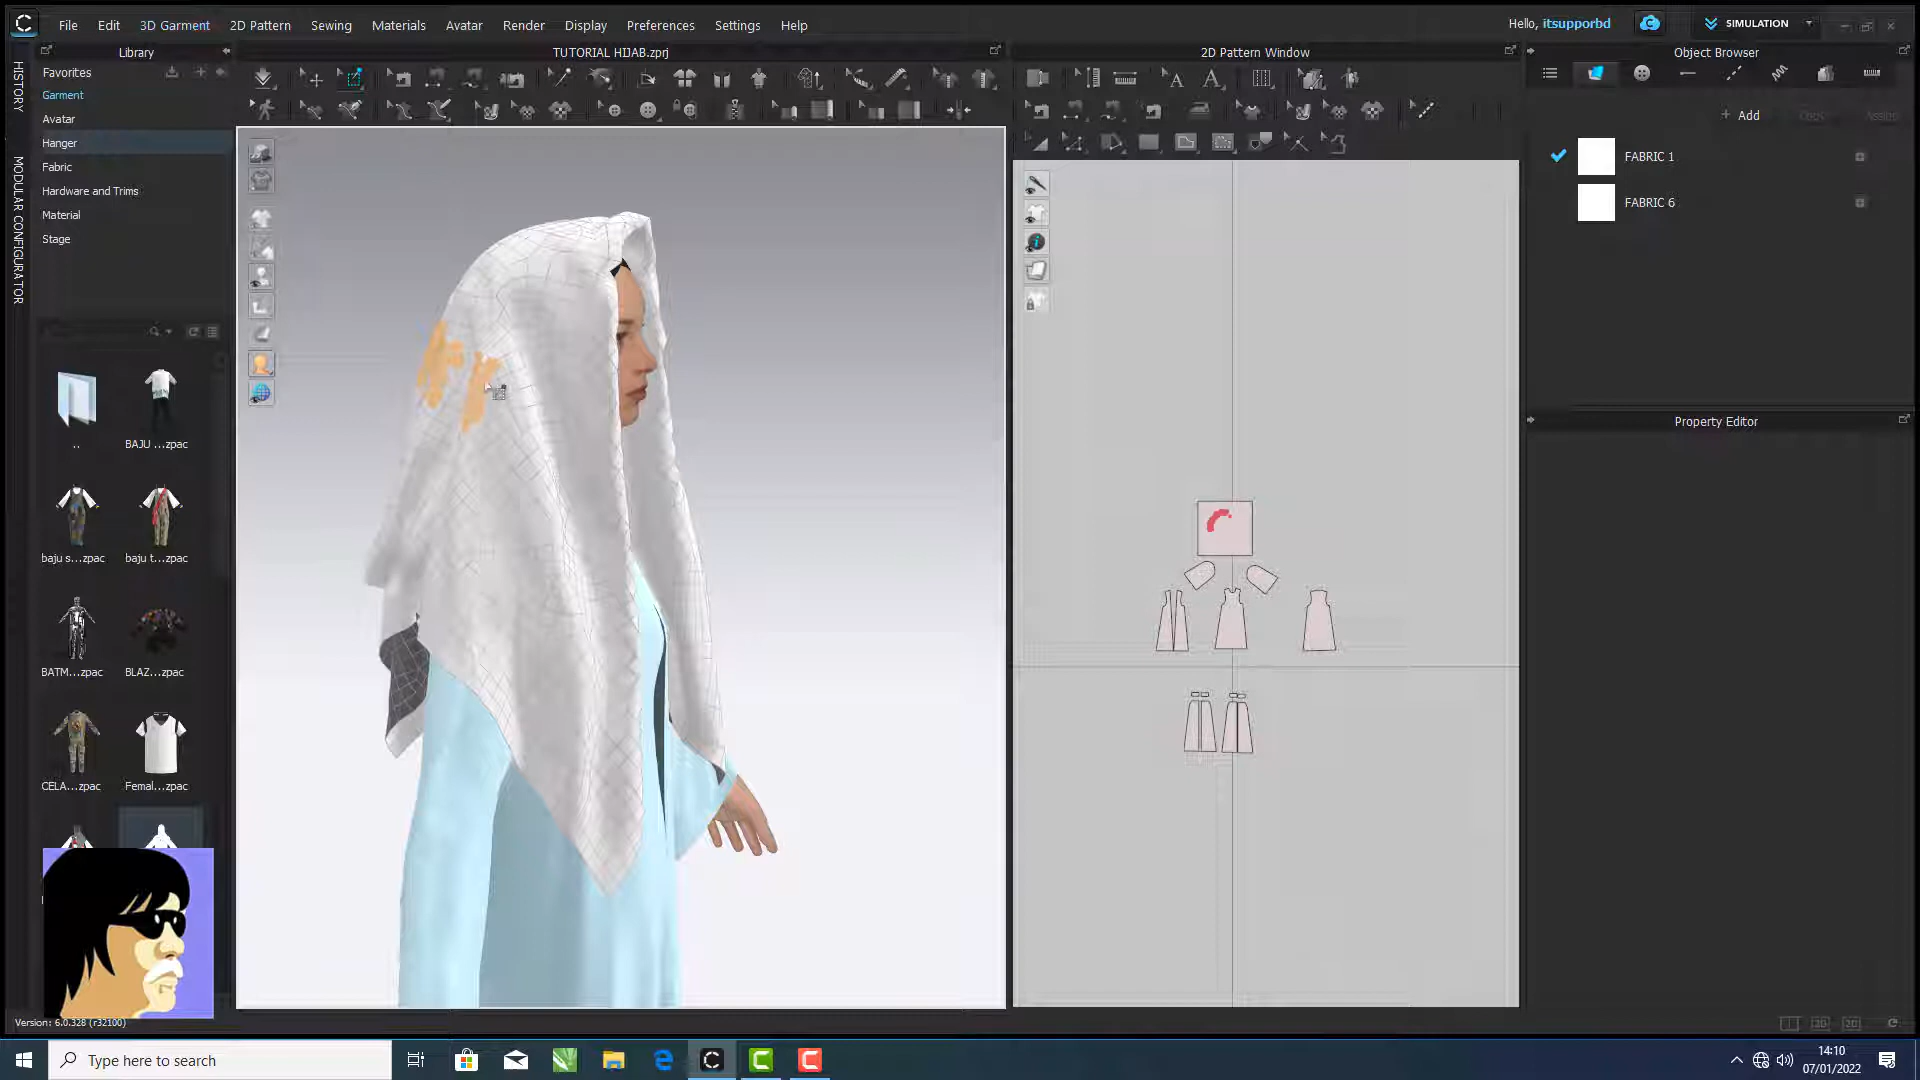 File Edit 3D Garment 2D Pattern Sewing Materials Avatar Render Display Preferences Settings Help
Hello, itsupporbd
SIMULATION
HISTORY
MODULAR CONFIGURATOR
Library
TUTORIAL HIJAB.zprj
2D Pattern Window
Object Browser
Favorites
Garment
Avatar
Hanger
Fabric
Hardware and Trims
Material
Stage
+ Add
Copy
Assign
FABRIC 1
FABRIC 6
Property Editor
..
BAJU ...zpac
baju s...zpac
baju t...zpac
BATM...zpac
BLAZ...zpac
CELA...zpac
Femal...zpac
Version: 6.0.328 (r32100)
Type here to search
14:10
07/01/2022